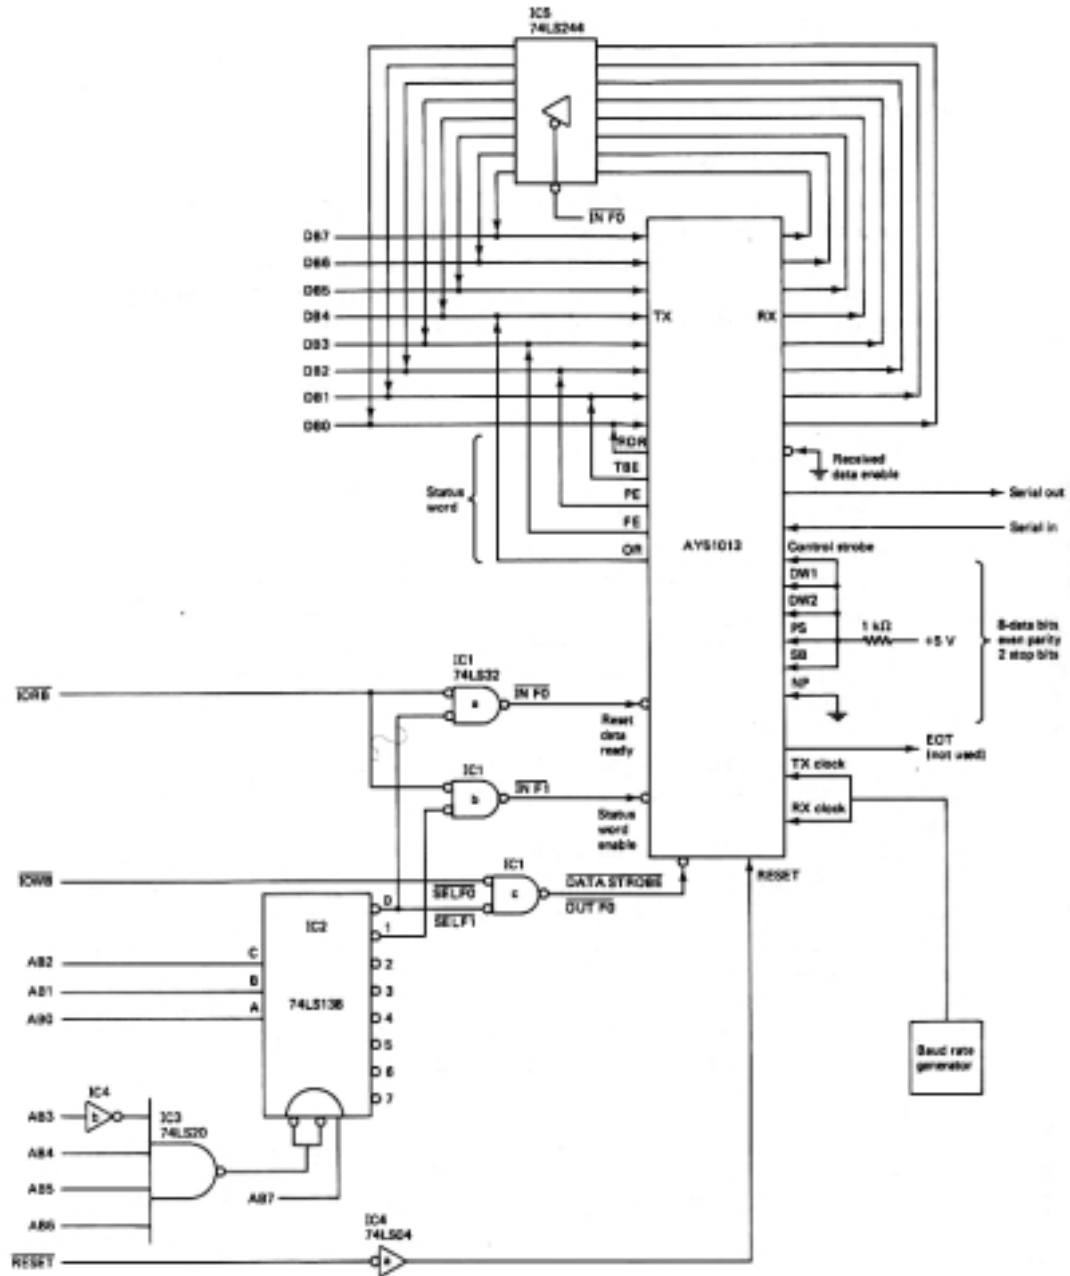 IC5
74LS244
IN F0
DB7
DB6
DB5
DB4
DB3
DB2
DB1
DB0
TX
RX
RDR
TBE
PE
FE
OR
Status
word
AY51013
Received
data enable
Serial out
Serial in
Control strobe
DW1
DW2
PS
SB
NP
1 kΩ
+5 V
8-data bits
even parity
2 stop bits
EOT
(not used)
TX clock
RX clock
IORB
IC1
74LS32
a
IN F0
Reset
data
ready
IC1
b
IN F1
Status
word
enable
IOWB
IC1
c
SELF0
SELF1
DATA STROBE
OUT F0
RESET
IC2
74LS138
C
B
A
0
1
2
3
4
5
6
7
AB2
AB1
AB0
Baud rate
generator
IC4
b
AB3
IC3
74LS20
AB4
AB5
AB6
AB7
IC4
74LS04
a
RESET